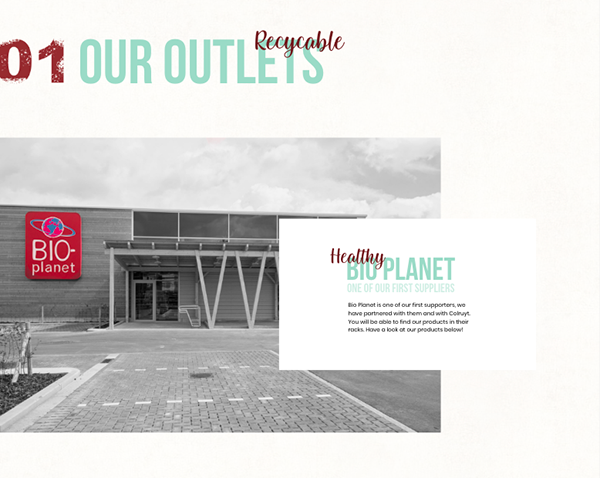 Recycable
01 OUR OUTLETS
BIO-
planet
Healthy
BIO PLANET
ONE OF OUR FIRST SUPPLIERS
Bio Planet is one of our first supporters, we
have partnered with them and with Colruyt.
You will be able to find our products in their
racks. Have a look at our products below!